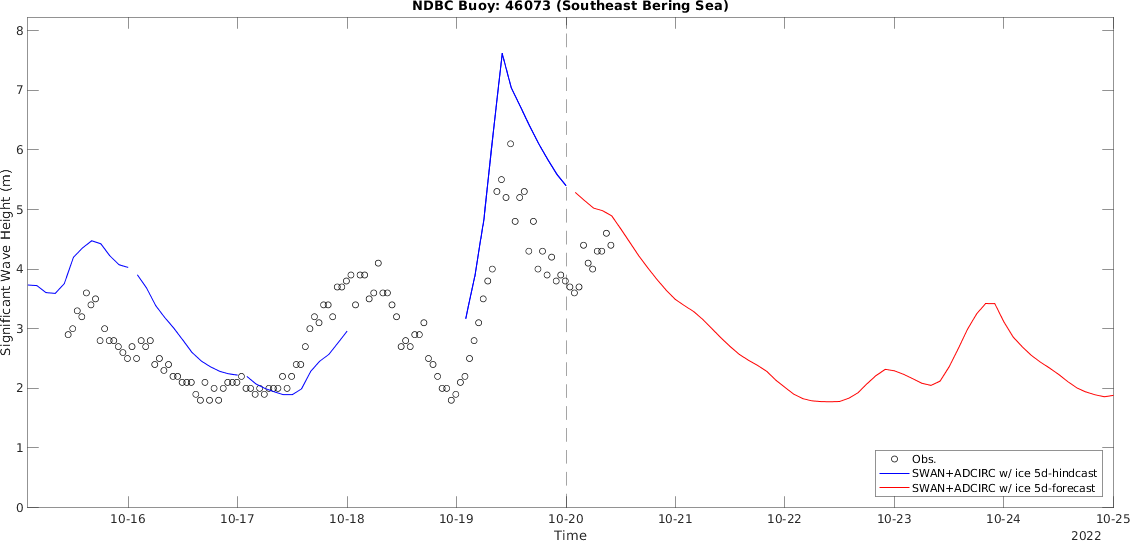 NDBC Buoy: 46073 (Southeast Bering Sea)
8
7
6
5
4
3
2
1
0
Significant Wave Height (m)
Obs.
SWAN+ADCIRC w/ ice 5d-hindcast
SWAN+ADCIRC w/ ice 5d-forecast
10-16 10-17 10-18 10-19 10-20 10-21 10-22 10-23 10-24 10-25
Time
2022